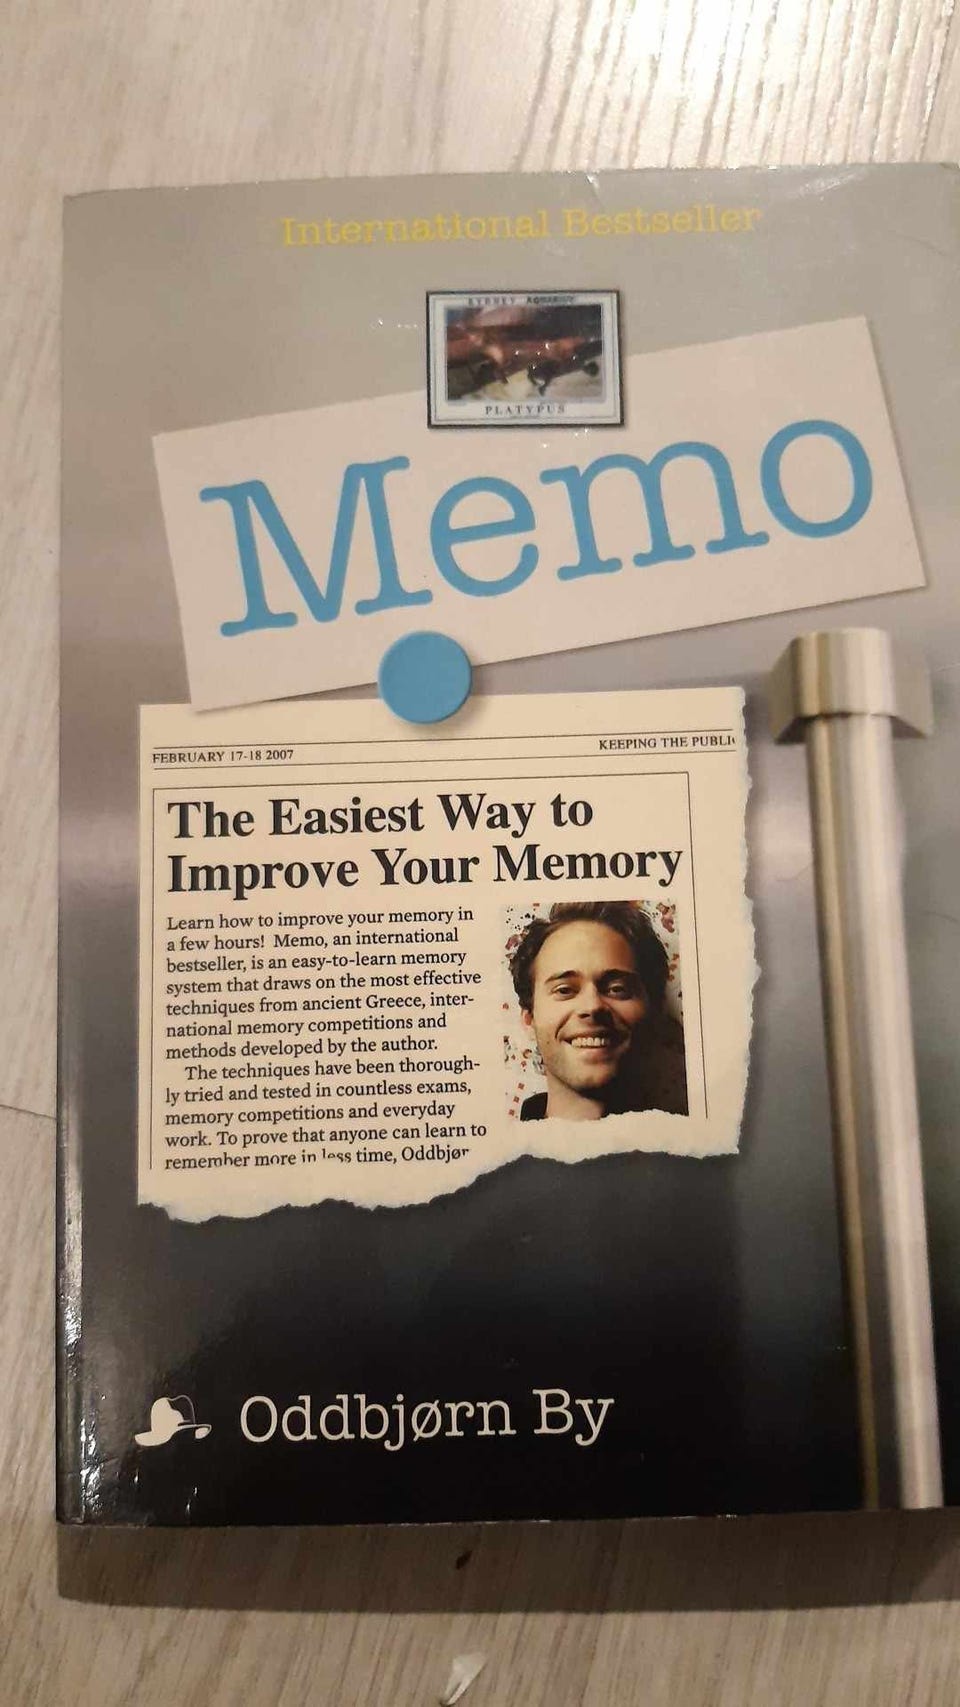 International Bestseller
SYDNEY AQUARIUM
PLATYPUS
Memo
FEBRUARY 17-18 2007
KEEPING THE PUBLI
The Easiest Way to
Improve Your Memory
Learn how to improve your memory in
a few hours! Memo, an international
bestseller, is an easy-to-learn memory
system that draws on the most effective
techniques from ancient Greece, inter-
national memory competitions and
methods developed by the author.
The techniques have been thorough-
ly tried and tested in countless exams,
memory competitions and everyday
work. To prove that anyone can learn to
remember more in less time, Oddbjør
Oddbjørn By